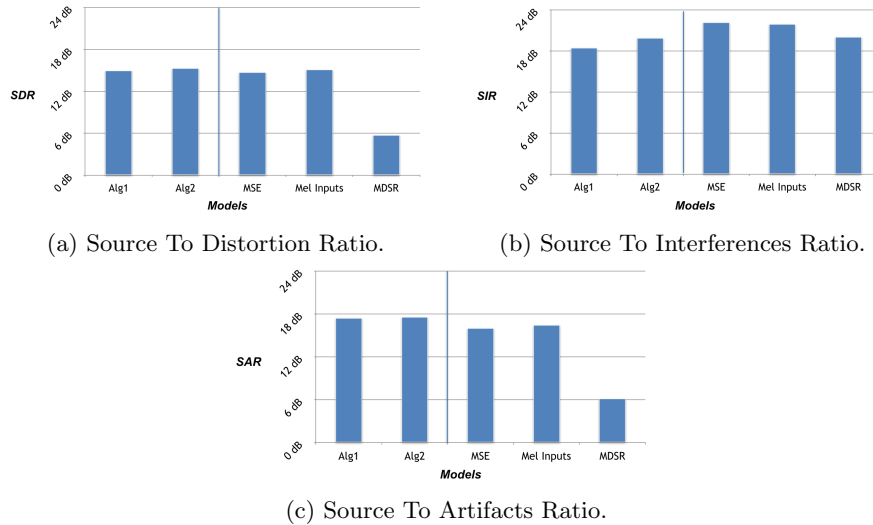 24 dB
18 dB
SDR
12 dB
6 dB
0 dB
Alg1 Alg2 MSE Mel Inputs MDSR
Models
(a) Source To Distortion Ratio.
24 dB
18 dB
SIR
12 dB
6 dB
0 dB
Alg1 Alg2 MSE Mel Inputs MDSR
Models
(b) Source To Interferences Ratio.
24 dB
18 dB
SAR
12 dB
6 dB
0 dB
Alg1 Alg2 MSE Mel Inputs MDSR
Models
(c) Source To Artifacts Ratio.